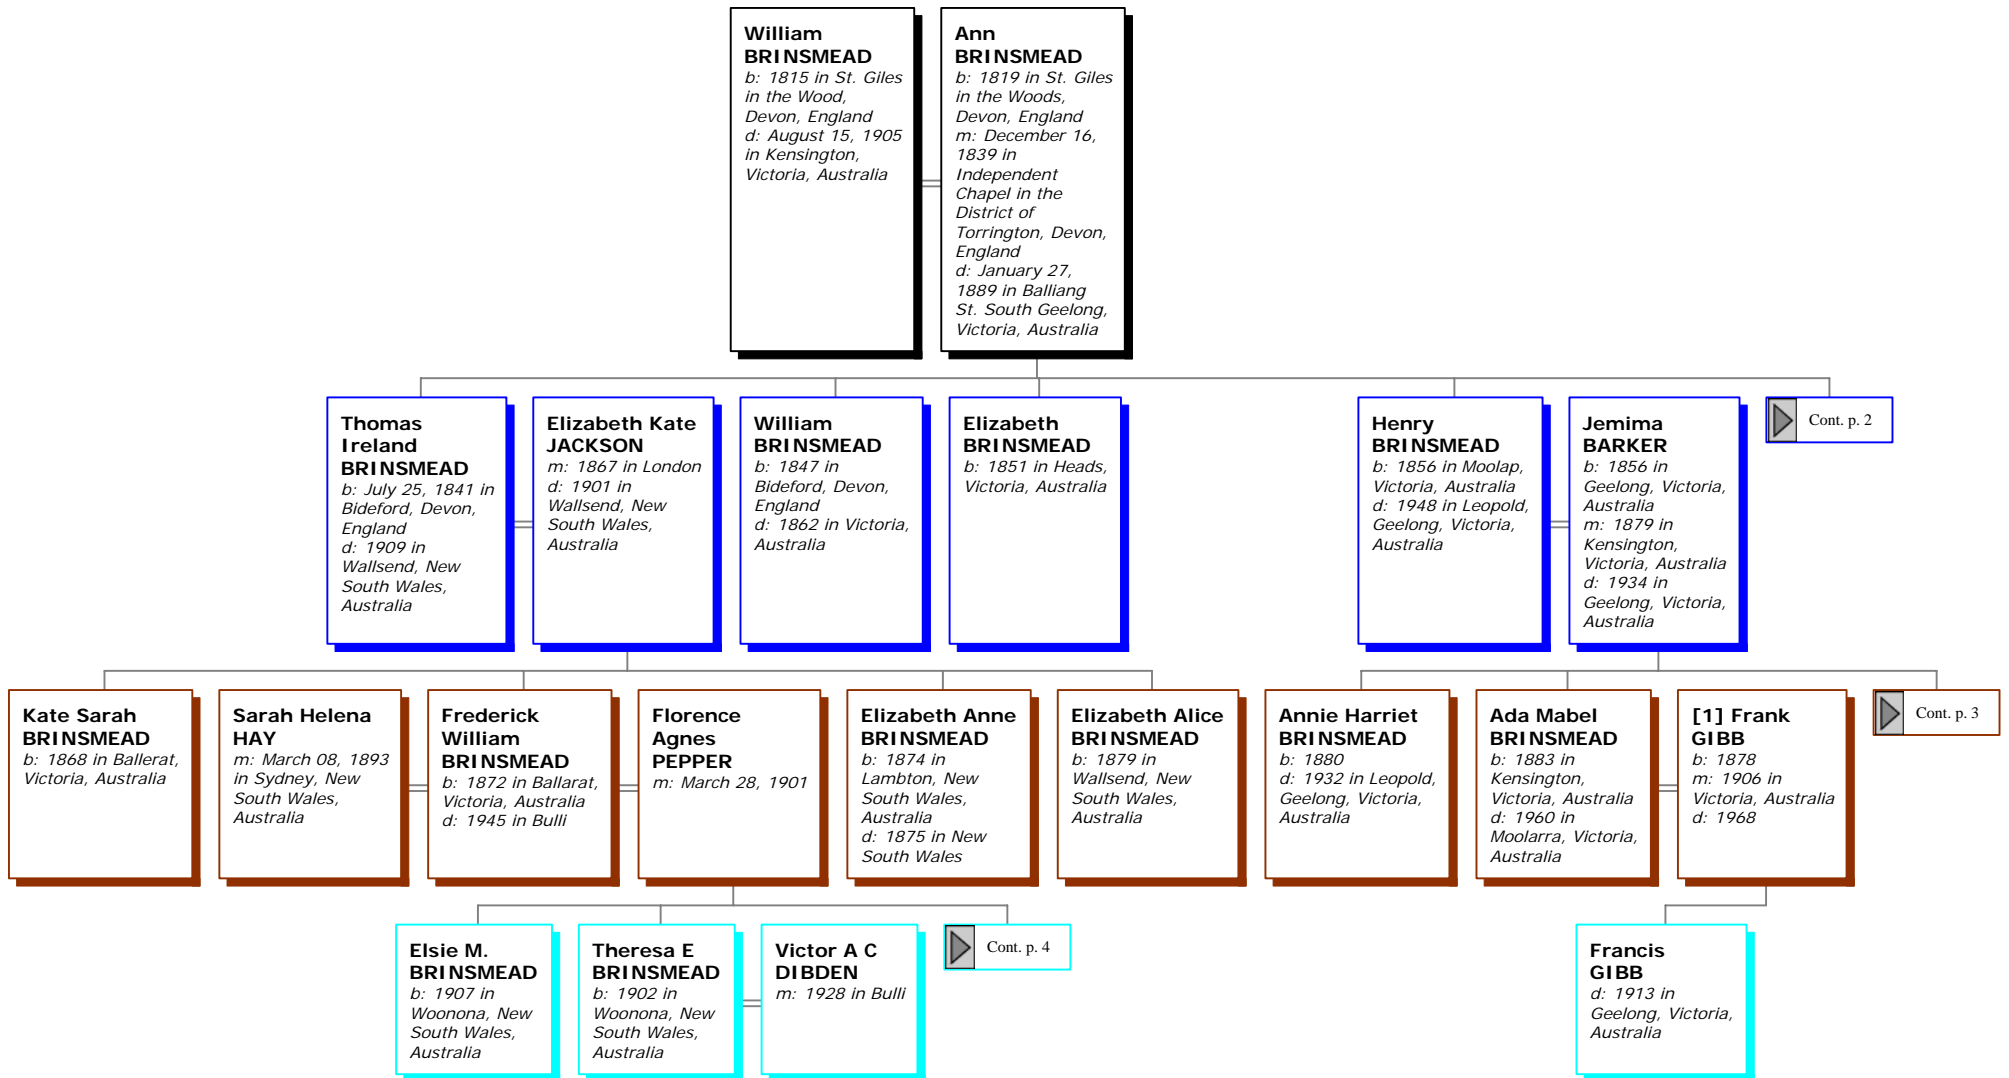 William
BRINSMEAD
b: 1815 in St. Giles
in the Wood,
Devon, England
d: August 15, 1905
in Kensington,
Victoria, Australia
Ann
BRINSMEAD
b: 1819 in St. Giles
in the Woods,
Devon, England
m: December 16,
1839 in
Independent
Chapel in the
District of
Torrington, Devon,
England
d: January 27,
1889 in Balliang
St. South Geelong,
Victoria, Australia
Thomas
Ireland
BRINSMEAD
b: July 25, 1841 in
Bideford, Devon,
England
d: 1909 in
Wallsend, New
South Wales,
Australia
Elizabeth Kate
JACKSON
m: 1867 in London
d: 1901 in
Wallsend, New
South Wales,
Australia
William
BRINSMEAD
b: 1847 in
Bideford, Devon,
England
d: 1862 in Victoria,
Australia
Elizabeth
BRINSMEAD
b: 1851 in Heads,
Victoria, Australia
Henry
BRINSMEAD
b: 1856 in Moolap,
Victoria, Australia
d: 1948 in Leopold,
Geelong, Victoria,
Australia
Jemima
BARKER
b: 1856 in
Geelong, Victoria,
Australia
m: 1879 in
Kensington,
Victoria, Australia
d: 1934 in
Geelong, Victoria,
Australia
Cont. p. 2
Kate Sarah
BRINSMEAD
b: 1868 in Ballerat,
Victoria, Australia
Sarah Helena
HAY
m: March 08, 1893
in Sydney, New
South Wales,
Australia
Frederick
William
BRINSMEAD
b: 1872 in Ballarat,
Victoria, Australia
d: 1945 in Bulli
Florence
Agnes
PEPPER
m: March 28, 1901
Elizabeth Anne
BRINSMEAD
b: 1874 in
Lambton, New
South Wales,
Australia
d: 1875 in New
South Wales
Elizabeth Alice
BRINSMEAD
b: 1879 in
Wallsend, New
South Wales,
Australia
Annie Harriet
BRINSMEAD
b: 1880
d: 1932 in Leopold,
Geelong, Victoria,
Australia
Ada Mabel
BRINSMEAD
b: 1883 in
Kensington,
Victoria, Australia
d: 1960 in
Moolarra, Victoria,
Australia
[1] Frank
GIBB
b: 1878
m: 1906 in
Victoria, Australia
d: 1968
Cont. p. 3
Elsie M.
BRINSMEAD
b: 1907 in
Woonona, New
South Wales,
Australia
Theresa E
BRINSMEAD
b: 1902 in
Woonona, New
South Wales,
Australia
Victor A C
DIBDEN
m: 1928 in Bulli
Cont. p. 4
Francis
GIBB
d: 1913 in
Geelong, Victoria,
Australia